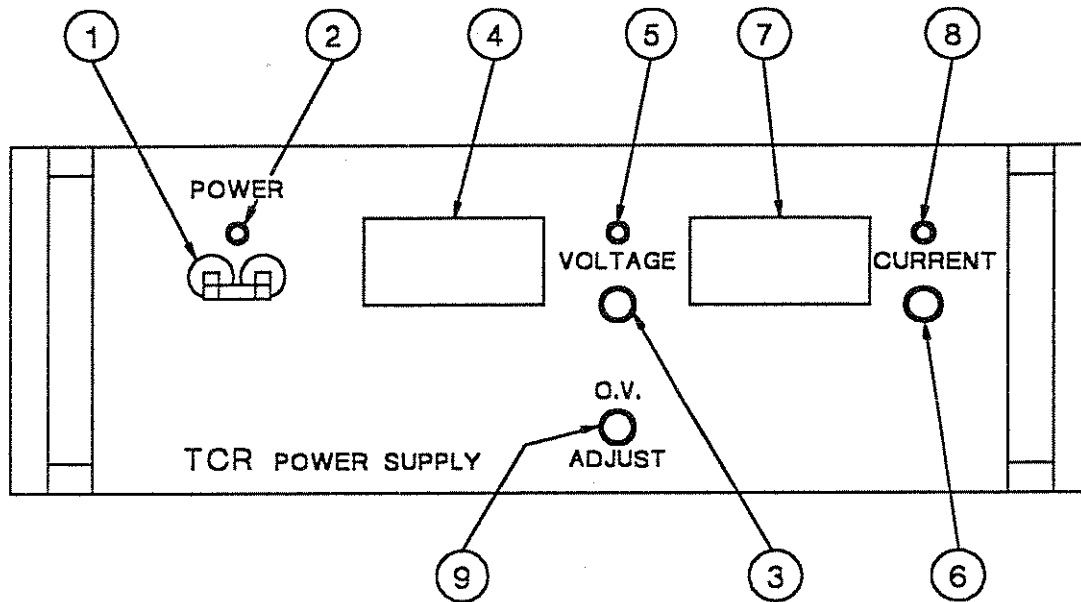 1 2 4 5 7 8
POWER
VOLTAGE
CURRENT
O.V.
ADJUST
TCR POWER SUPPLY
9 3 6